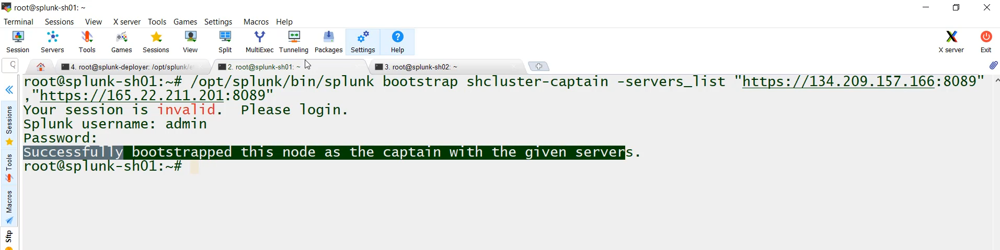 root@splunk-sh01: ~
Terminal Sessions View X server Tools Games Settings Macros Help
Session Servers Tools Games Sessions View Split MultiExec Tunneling Packages Settings Help X server Exit
4. root@splunk-deployer: /opt/splunk/et 2. root@splunk-sh01: ~ 3. root@splunk-sh02: ~
root@splunk-sh01:~# /opt/splunk/bin/splunk bootstrap shcluster-captain -servers_list "https://134.209.157.166:8089"
,"https://165.22.211.201:8089"
Your session is invalid.  Please login.
Splunk username: admin
Password:
Successfully bootstrapped this node as the captain with the given servers.
root@splunk-sh01:~#
Sessions
Tools
Macros
Sftp